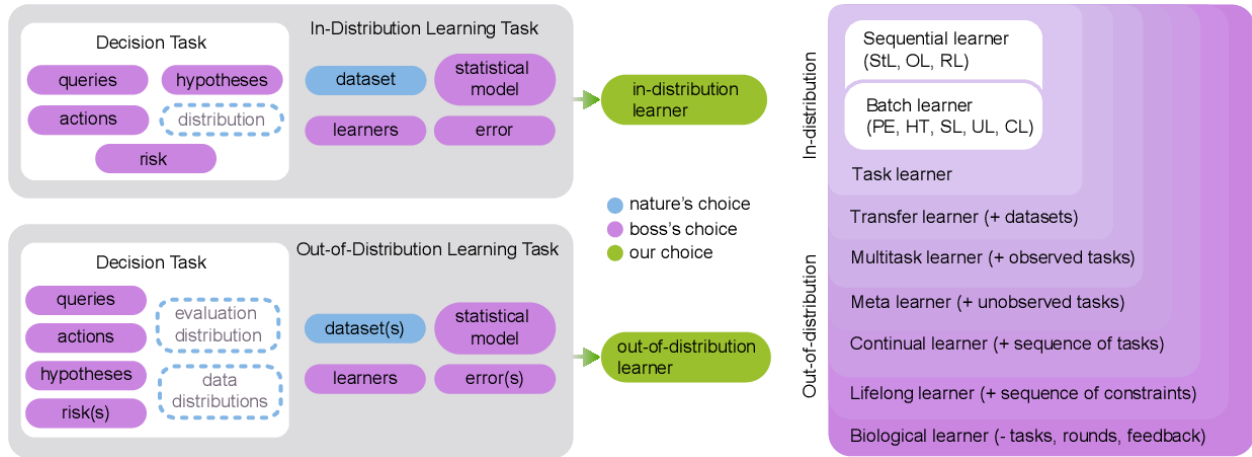 In-Distribution Learning Task
Decision Task
queries
hypotheses
actions
distribution
risk
dataset
statistical
model
learners
error
in-distribution
learner
nature's choice
boss's choice
our choice
Out-of-Distribution Learning Task
Decision Task
queries
actions
hypotheses
risk(s)
evaluation
distribution
data
distributions
dataset(s)
statistical
model
learners
error(s)
out-of-distribution
learner
In-distribution
Out-of-distribution
Sequential learner
(StL, OL, RL)
Batch learner
(PE, HT, SL, UL, CL)
Task learner
Transfer learner (+ datasets)
Multitask learner (+ observed tasks)
Meta learner (+ unobserved tasks)
Continual learner (+ sequence of tasks)
Lifelong learner (+ sequence of constraints)
Biological learner (- tasks, rounds, feedback)